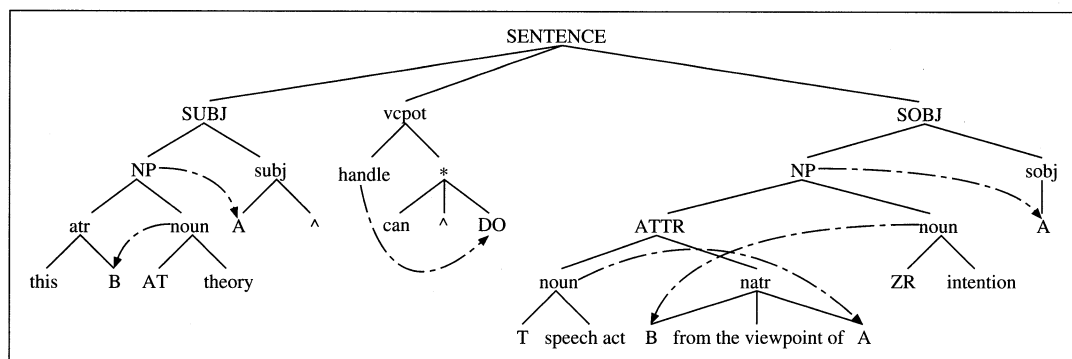 SENTENCE
SUBJ vcpot SOBJ
NP subj handle * NP sobj
atr noun A ^ can ^ DO ATTR noun A
this B AT theory noun natr ZR intention
T speech act B from the viewpoint of A